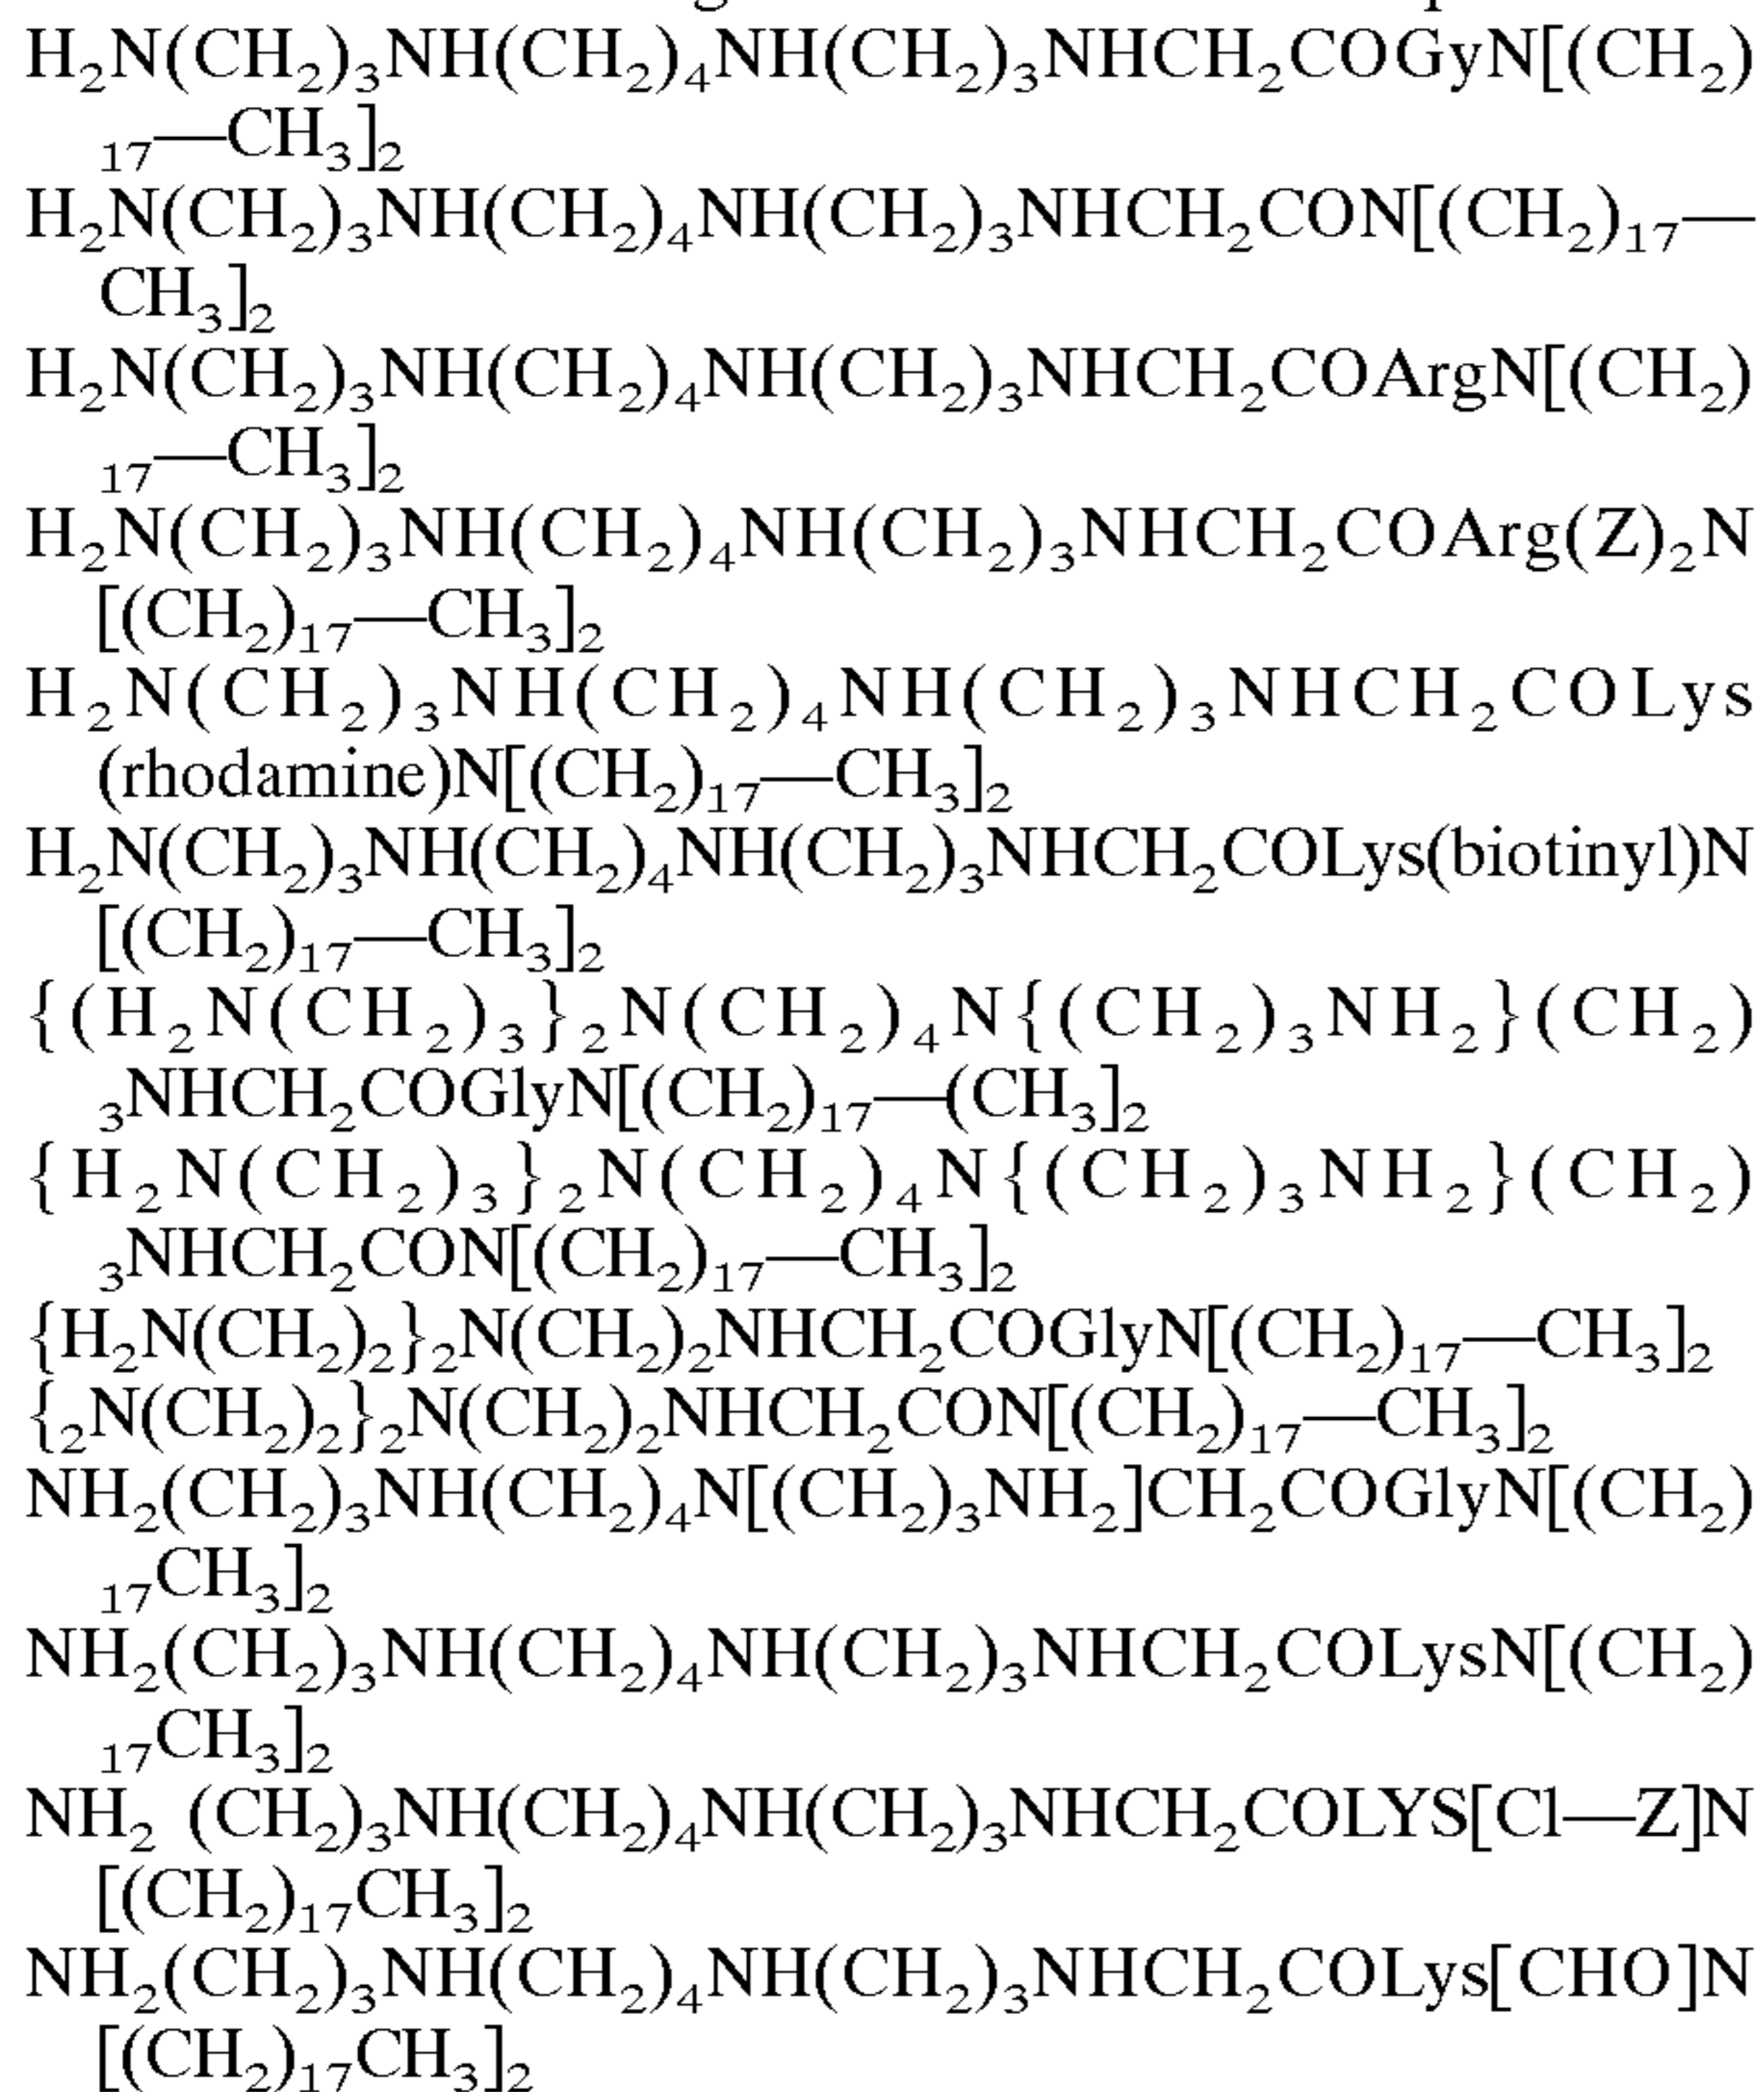 H₂N(CH₂)₃NH(CH₂)₄NH(CH₂)₃NHCH₂COGyN[(CH₂)
₁₇—CH₃]₂
H₂N(CH₂)₃NH(CH₂)₄NH(CH₂)₃NHCH₂CON[(CH₂)₁₇—
CH₃]₂
H₂N(CH₂)₃NH(CH₂)₄NH(CH₂)₃NHCH₂COArgN[(CH₂)
₁₇—CH₃]₂
H₂N(CH₂)₃NH(CH₂)₄NH(CH₂)₃NHCH₂COArg(Z)₂N
[(CH₂)₁₇—CH₃]₂
H₂N(CH₂)₃NH(CH₂)₄NH(CH₂)₃NHCH₂COLys
(rhodamine)N[(CH₂)₁₇—CH₃]₂
H₂N(CH₂)₃NH(CH₂)₄NH(CH₂)₃NHCH₂COLys(biotinyl)N
[(CH₂)₁₇—CH₃]₂
{(H₂N(CH₂)₃}₂N(CH₂)₄N{(CH₂)₃NH₂}(CH₂)
₃NHCH₂COGlyN[(CH₂)₁₇—(CH₃]₂
{H₂N(CH₂)₃}₂N(CH₂)₄N{(CH₂)₃NH₂}(CH₂)
₃NHCH₂CON[(CH₂)₁₇—CH₃]₂
{H₂N(CH₂)₂}₂N(CH₂)₂NHCH₂COGlyN[(CH₂)₁₇—CH₃]₂
{₂N(CH₂)₂}₂N(CH₂)₂NHCH₂CON[(CH₂)₁₇—CH₃]₂
NH₂(CH₂)₃NH(CH₂)₄N[(CH₂)₃NH₂]CH₂COGlyN[(CH₂)
₁₇CH₃]₂
NH₂(CH₂)₃NH(CH₂)₄NH(CH₂)₃NHCH₂COLysN[(CH₂)
₁₇CH₃]₂
NH₂ (CH₂)₃NH(CH₂)₄NH(CH₂)₃NHCH₂COLYS[Cl—Z]N
[(CH₂)₁₇CH₃]₂
NH₂(CH₂)₃NH(CH₂)₄NH(CH₂)₃NHCH₂COLys[CHO]N
[(CH₂)₁₇CH₃]₂